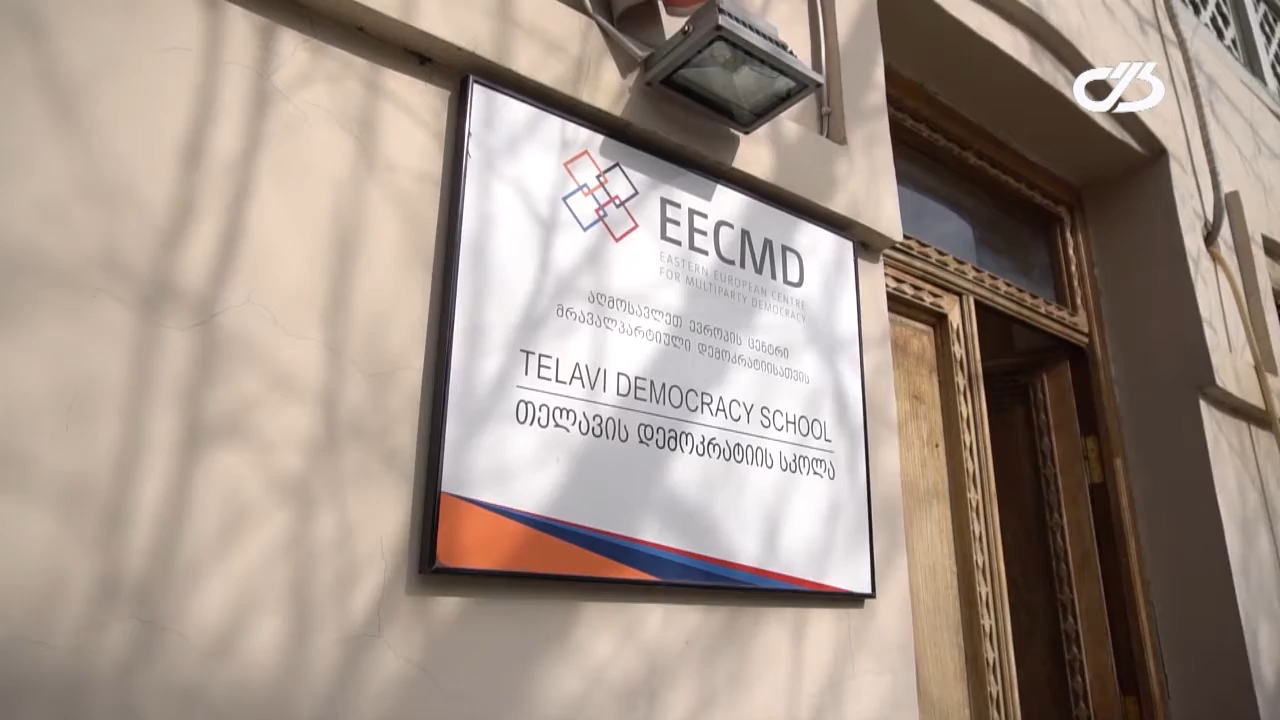 EECMD
EASTERN EUROPEAN CENTRE
FOR MULTIPARTY DEMOCRACY
აღმოსავლეთ ევროპის ცენტრი
მრავალპარტიული დემოკრატიისათვის
TELAVI DEMOCRACY SCHOOL
თელავის დემოკრატიის სკოლა